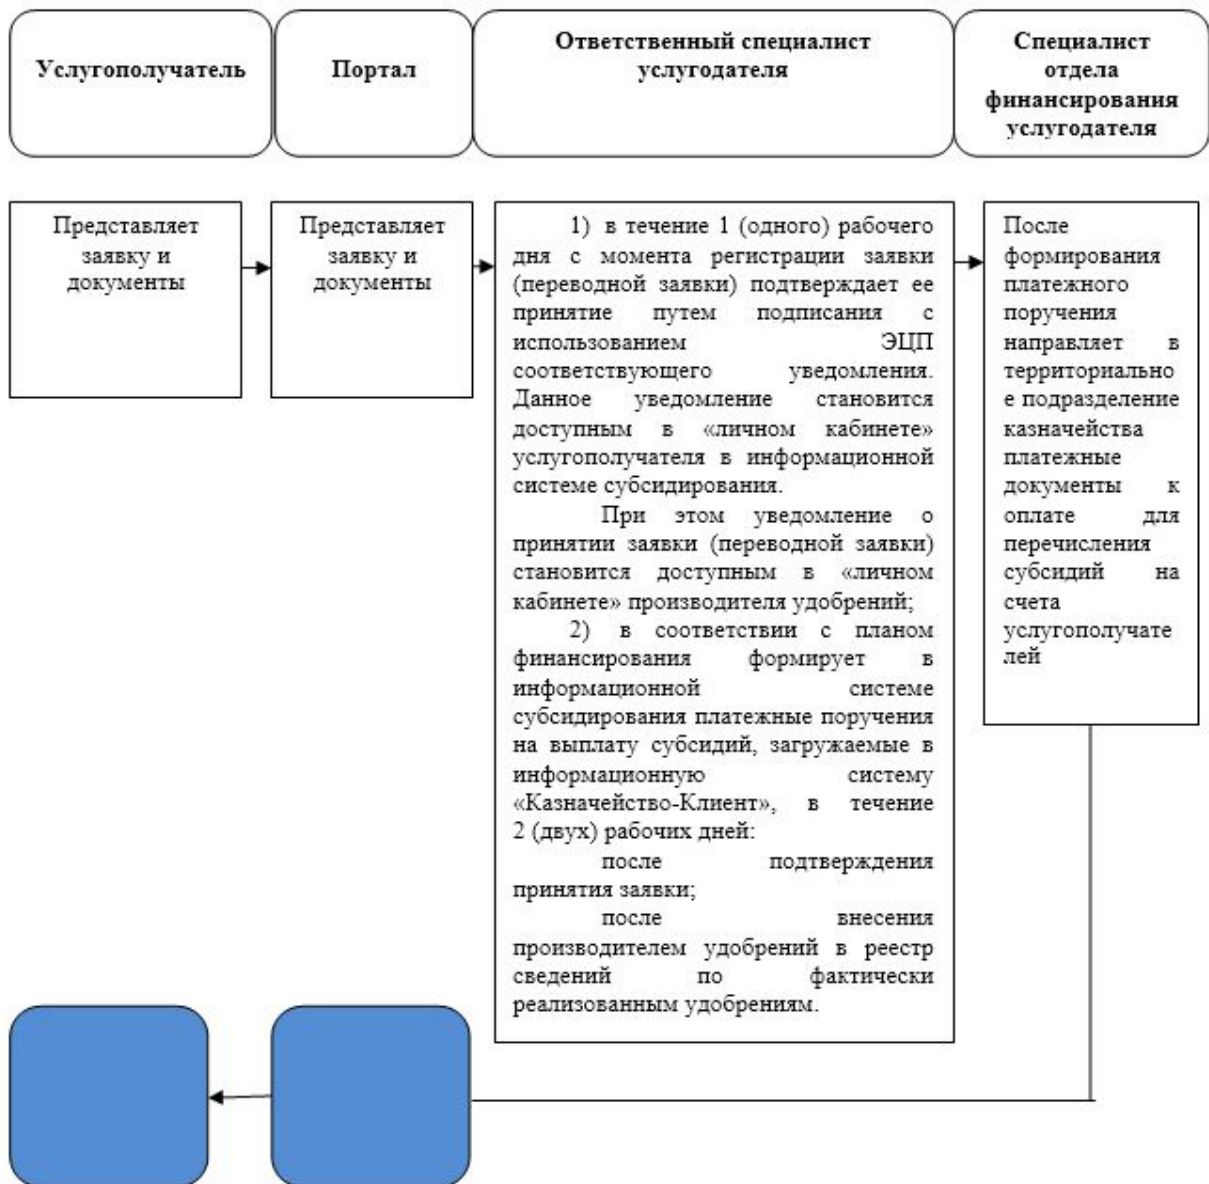 Услугополучатель
Портал
Ответственный специалист
услугодателя
Специалист
отдела
финансирования
услугодателя
Представляет
заявку и
документы
Представляет
заявку и
документы
1) в течение 1 (одного) рабочего
дня с момента регистрации заявки
(переводной заявки) подтверждает ее
принятие путем подписания с
использованием ЭЦП
соответствующего уведомления.
Данное уведомление становится
доступным в «личном кабинете»
услугополучателя в информационной
системе субсидирования.
При этом уведомление о
принятии заявки (переводной заявки)
становится доступным в «личном
кабинете» производителя удобрений;
2) в соответствии с планом
финансирования формирует в
информационной системе
субсидирования платежные поручения
на выплату субсидий, загружаемые в
информационную систему
«Казначейство-Клиент», в течение
2 (двух) рабочих дней:
после подтверждения
принятия заявки;
после внесения
производителем удобрений в реестр
сведений по фактически
реализованным удобрениям.
После
формирования
платежного
поручения
направляет в
территориально
е подразделение
казначейства
платежные
документы к
оплате для
перечисления
субсидий на
счета
услугополучате
лей